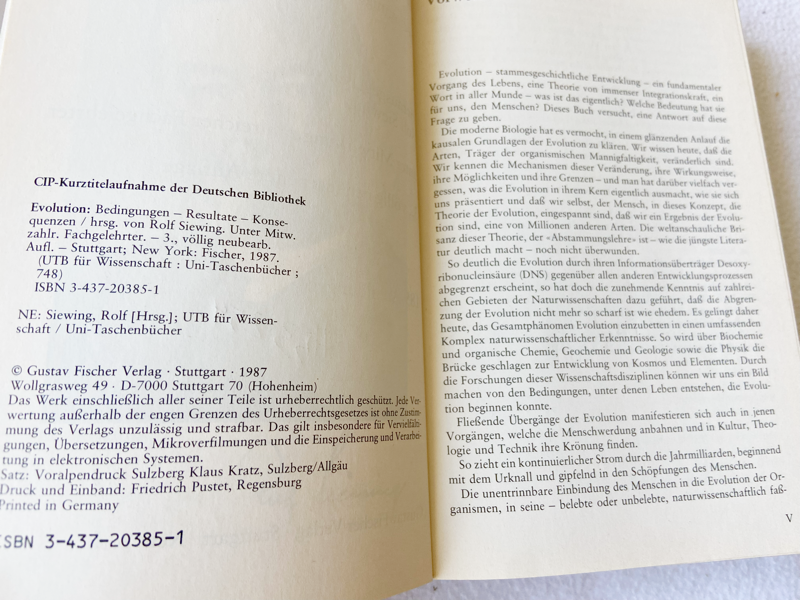 CIP-Kurztitelaufnahme der Deutschen Bibliothek
Evolution: Bedingungen – Resultate – Konse-
quenzen / hrsg. von Rolf Siewing. Unter Mitw.
zahlr. Fachgelehrter. – 3., völlig neubearb.
Aufl. – Stuttgart; New York: Fischer, 1987.
(UTB für Wissenschaft : Uni-Taschenbücher ;
748)
ISBN 3-437-20385-1
NE: Siewing, Rolf [Hrsg.]; UTB für Wissen-
schaft / Uni-Taschenbücher
© Gustav Fischer Verlag · Stuttgart · 1987
Wollgrasweg 49 · D-7000 Stuttgart 70 (Hohenheim)
Das Werk einschließlich aller seiner Teile ist urheberrechtlich geschützt. Jede Ver-
wertung außerhalb der engen Grenzen des Urheberrechtsgesetzes ist ohne Zustim-
mung des Verlags unzulässig und strafbar. Das gilt insbesondere für Vervielfälti-
gungen, Übersetzungen, Mikroverfilmungen und die Einspeicherung und Verarbei-
tung in elektronischen Systemen.
Satz: Voralpendruck Sulzberg Klaus Kratz, Sulzberg/Allgäu
Druck und Einband: Friedrich Pustet, Regensburg
Printed in Germany
ISBN 3-437-20385-1
Evolution – stammesgeschichtliche Entwicklung – ein fundamentaler
Vorgang des Lebens, eine Theorie von immenser Integrationskraft, ein
Wort in aller Munde – was ist das eigentlich? Welche Bedeutung hat sie
für uns, den Menschen? Dieses Buch versucht, eine Antwort auf diese
Frage zu geben.
Die moderne Biologie hat es vermocht, in einem glänzenden Anlauf die
kausalen Grundlagen der Evolution zu klären. Wir wissen heute, daß die
Arten, Träger der organismischen Mannigfaltigkeit, veränderlich sind.
Wir kennen die Mechanismen dieser Veränderung, ihre Wirkungsweise,
ihre Möglichkeiten und ihre Grenzen – und man hat darüber vielfach ver-
gessen, was die Evolution in ihrem Kern eigentlich ausmacht, wie sie sich
uns präsentiert und daß wir selbst, der Mensch, in dieses Konzept, die
Theorie der Evolution, eingespannt sind, daß wir ein Ergebnis der Evolu-
tion sind, eine von Millionen anderen Arten. Die weltanschauliche Bri-
sanz dieser Theorie, der «Abstammungslehre» ist – wie die jüngste Litera-
tur deutlich macht – noch nicht überwunden.
So deutlich die Evolution durch ihren Informationsüberträger Desoxy-
ribonucleinsäure (DNS) gegenüber allen anderen Entwicklungsprozessen
abgegrenzt erscheint, so hat doch die zunehmende Kenntnis auf zahlrei-
chen Gebieten der Naturwissenschaften dazu geführt, daß die Abgren-
zung der Evolution nicht mehr so scharf ist wie ehedem. Es gelingt daher
heute, das Gesamtphänomen Evolution einzubetten in einen umfassenden
Komplex naturwissenschaftlicher Erkenntnisse. So wird über Biochemie
und organische Chemie, Geochemie und Geologie sowie die Physik die
Brücke geschlagen zur Entwicklung von Kosmos und Elementen. Durch
die Forschungen dieser Wissenschaftsdisziplinen können wir uns ein Bild
machen von den Bedingungen, unter denen Leben entstehen, die Evolu-
tion beginnen konnte.
Fließende Übergänge der Evolution manifestieren sich auch in jenen
Vorgängen, welche die Menschwerdung anbahnen und in Kultur, Theo-
logie und Technik ihre Krönung finden.
So zieht ein kontinuierlicher Strom durch die Jahrmilliarden, beginnend
mit dem Urknall und gipfelnd in den Schöpfungen des Menschen.
Die unentrinnbare Einbindung des Menschen in die Evolution der Or-
ganismen, in seine – belebte oder unbelebte, naturwissenschaftlich faß-
V